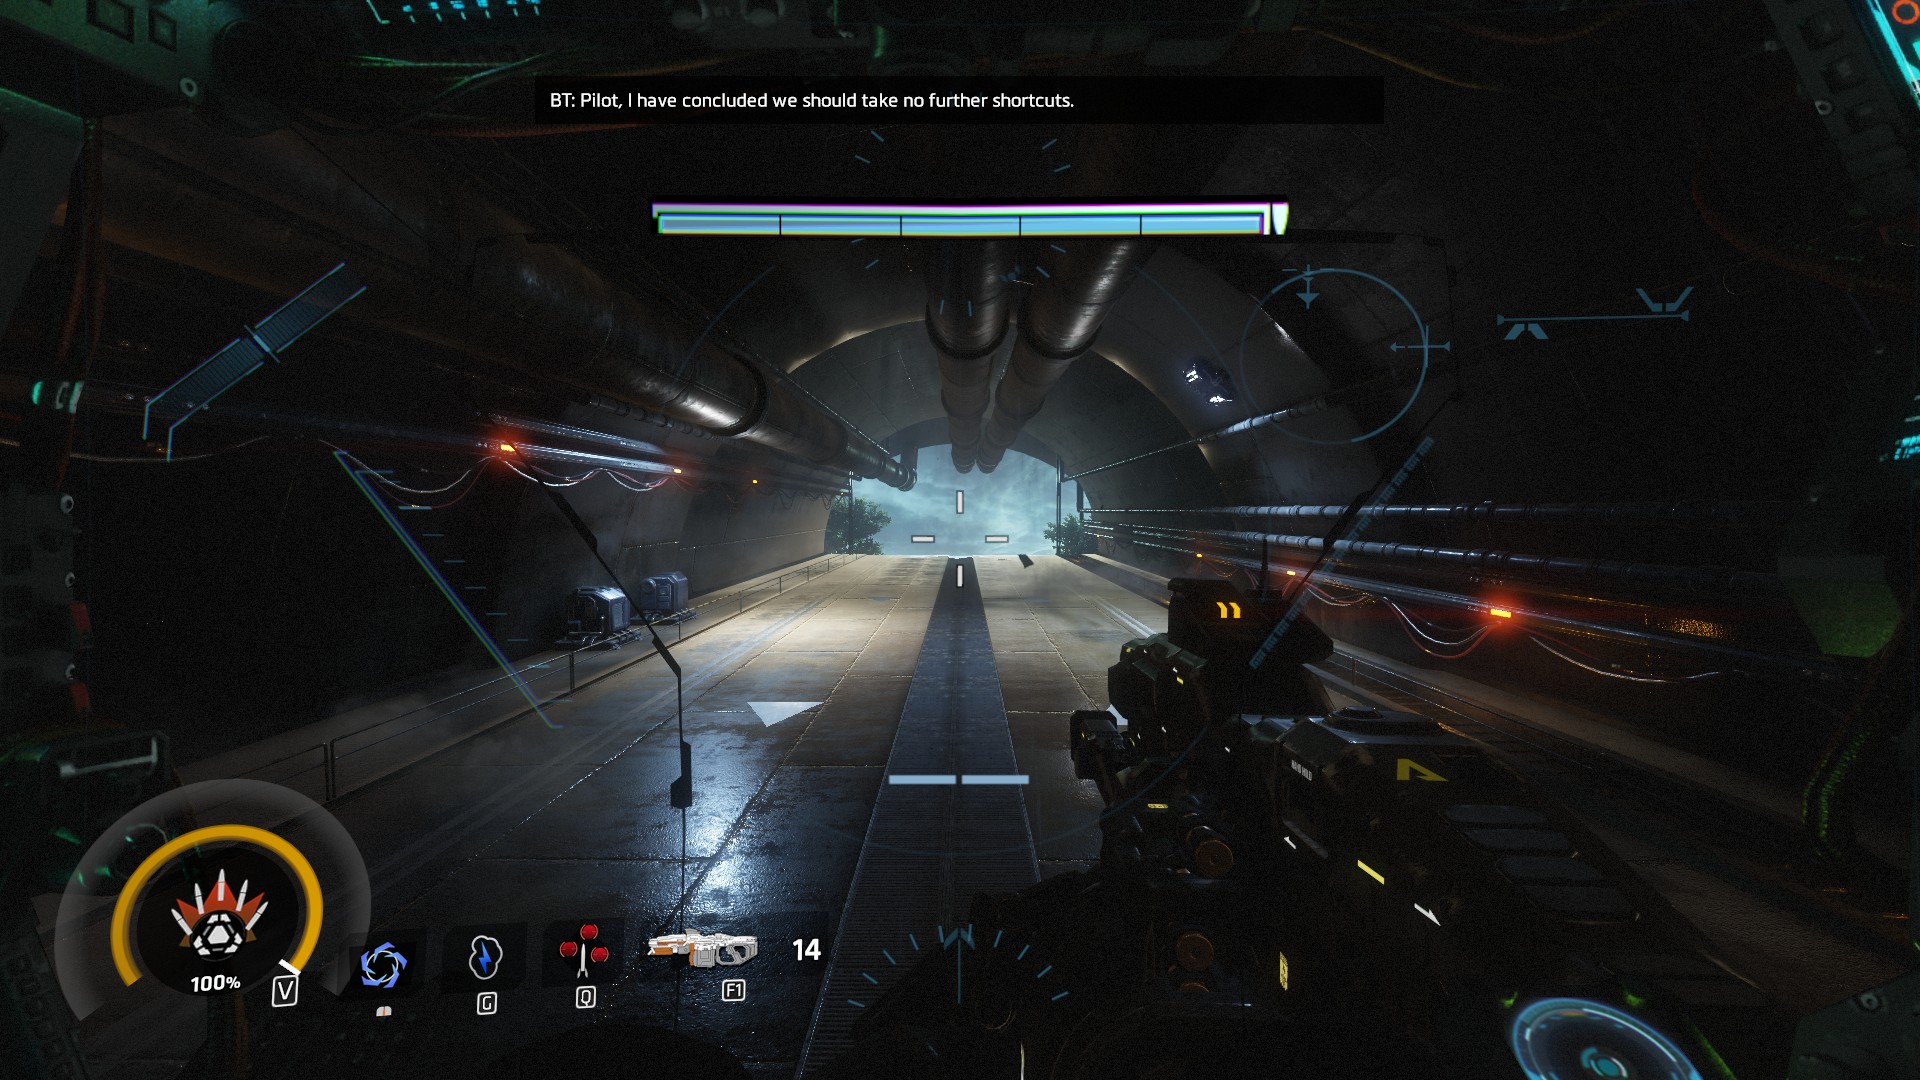 BT: Pilot, I have concluded we should take no further shortcuts.
100%
V
G
Q
F1
14